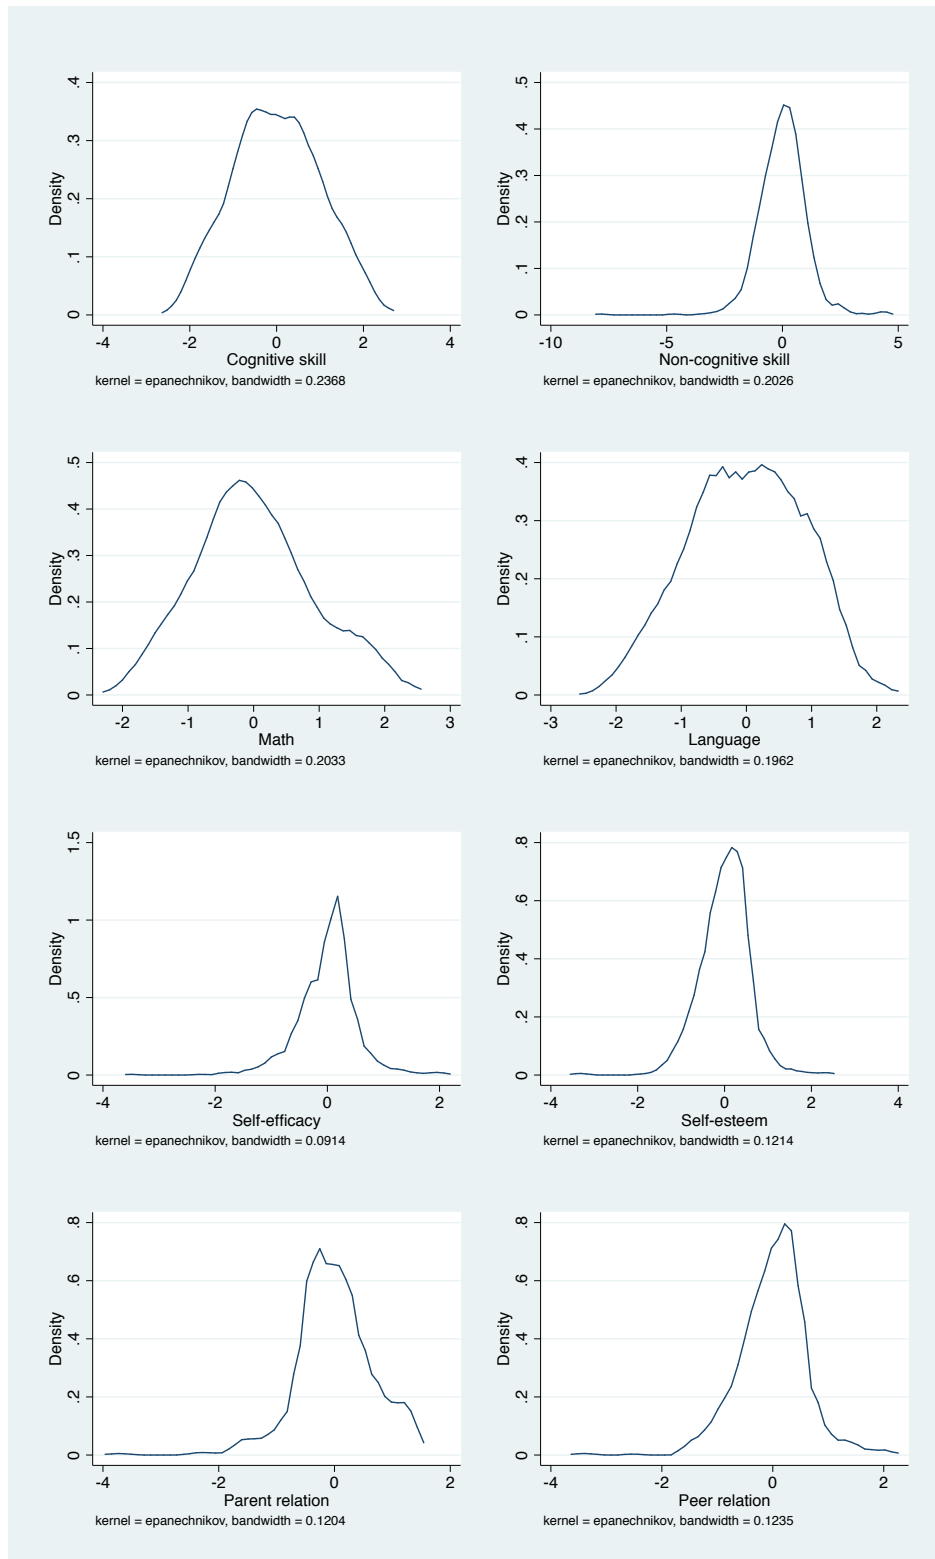 Density
0 .1 .2 .3 .4
-4 -2 0 2 4
Cognitive skill
kernel = epanechnikov, bandwidth = 0.2368
Density
0 .1 .2 .3 .4 .5
-10 -5 0 5
Non-cognitive skill
kernel = epanechnikov, bandwidth = 0.2026
Density
0 .1 .2 .3 .4 .5
-2 -1 0 1 2 3
Math
kernel = epanechnikov, bandwidth = 0.2033
Density
0 .1 .2 .3 .4
-3 -2 -1 0 1 2
Language
kernel = epanechnikov, bandwidth = 0.1962
Density
0 .5 1 1.5
-4 -2 0 2
Self-efficacy
kernel = epanechnikov, bandwidth = 0.0914
Density
0 .2 .4 .6 .8
-4 -2 0 2 4
Self-esteem
kernel = epanechnikov, bandwidth = 0.1214
Density
0 .2 .4 .6 .8
-4 -2 0 2
Parent relation
kernel = epanechnikov, bandwidth = 0.1204
Density
0 .2 .4 .6 .8
-4 -2 0 2
Peer relation
kernel = epanechnikov, bandwidth = 0.1235